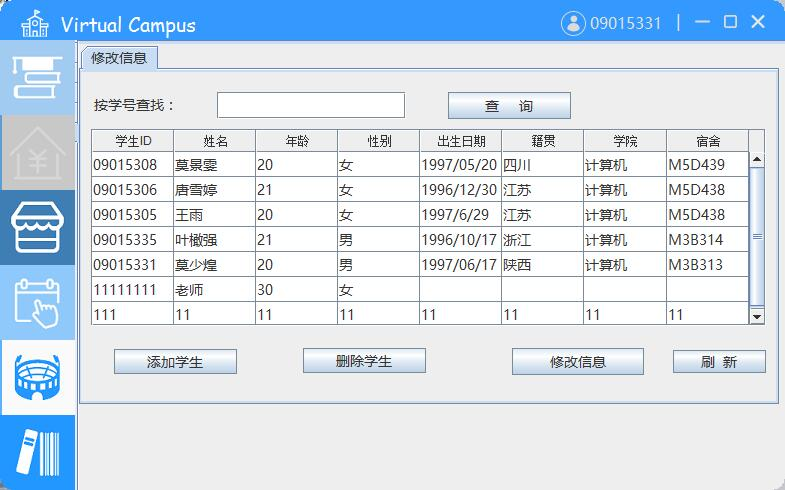 Virtual Campus 09015331
修改信息
按学号查找： 查 询
学生ID 姓名 年龄 性别 出生日期 籍贯 学院 宿舍
09015308 莫景雯 20 女 1997/05/20 四川 计算机 M5D439
09015306 唐雪婷 21 女 1996/12/30 江苏 计算机 M5D438
09015305 王雨 20 女 1997/6/29 江苏 计算机 M5D438
09015335 叶橄强 21 男 1996/10/17 浙江 计算机 M3B314
09015331 莫少煌 20 男 1997/06/17 陕西 计算机 M3B313
11111111 老师 30 女
111 11 11 11 11 11 11 11
添加学生 删除学生 修改信息 刷 新